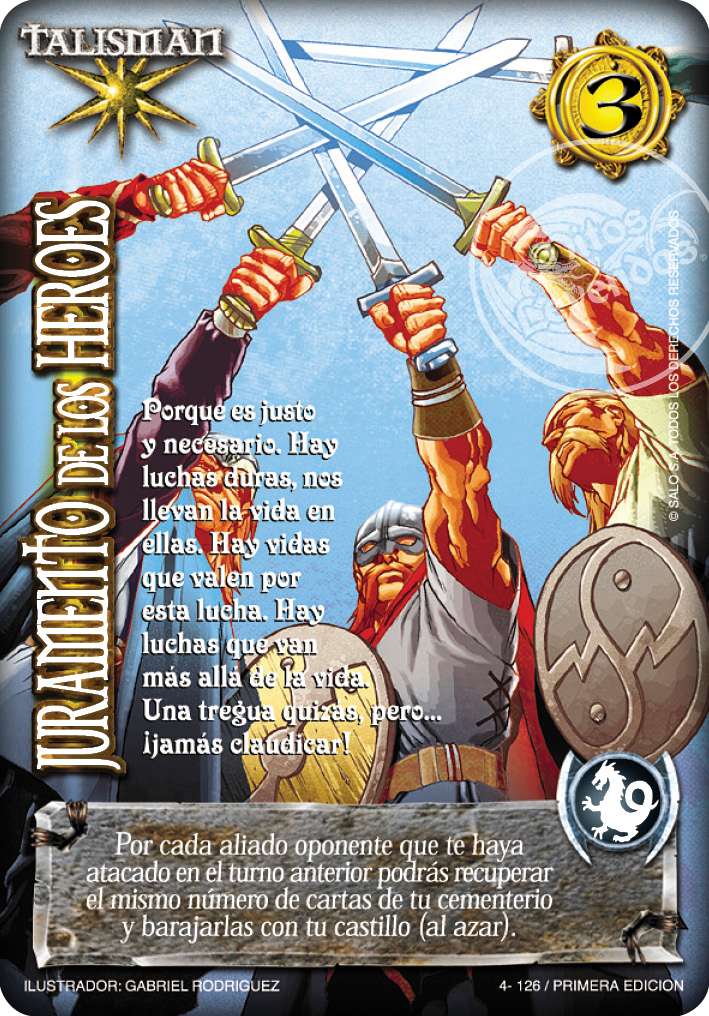 TALISMAN
3
JURAMENTO DE LOS HEROES
Porque es justo
y necesario. Hay
luchas duras, nos
llevan la vida en
ellas. Hay vidas
que valen por
esta lucha. Hay
luchas que van
más allá de la vida.
Una tregua quizás, pero...
¡jamás claudicar!
Mitos
y Leyendas
® 
© SALO S.A. TODOS LOS DERECHOS RESERVADOS
Por cada aliado oponente que te haya
atacado en el turno anterior podrás recuperar
el mismo número de cartas de tu cementerio
y barajarlas con tu castillo (al azar).
ILUSTRADOR: GABRIEL RODRIGUEZ
4- 126 / PRIMERA EDICION